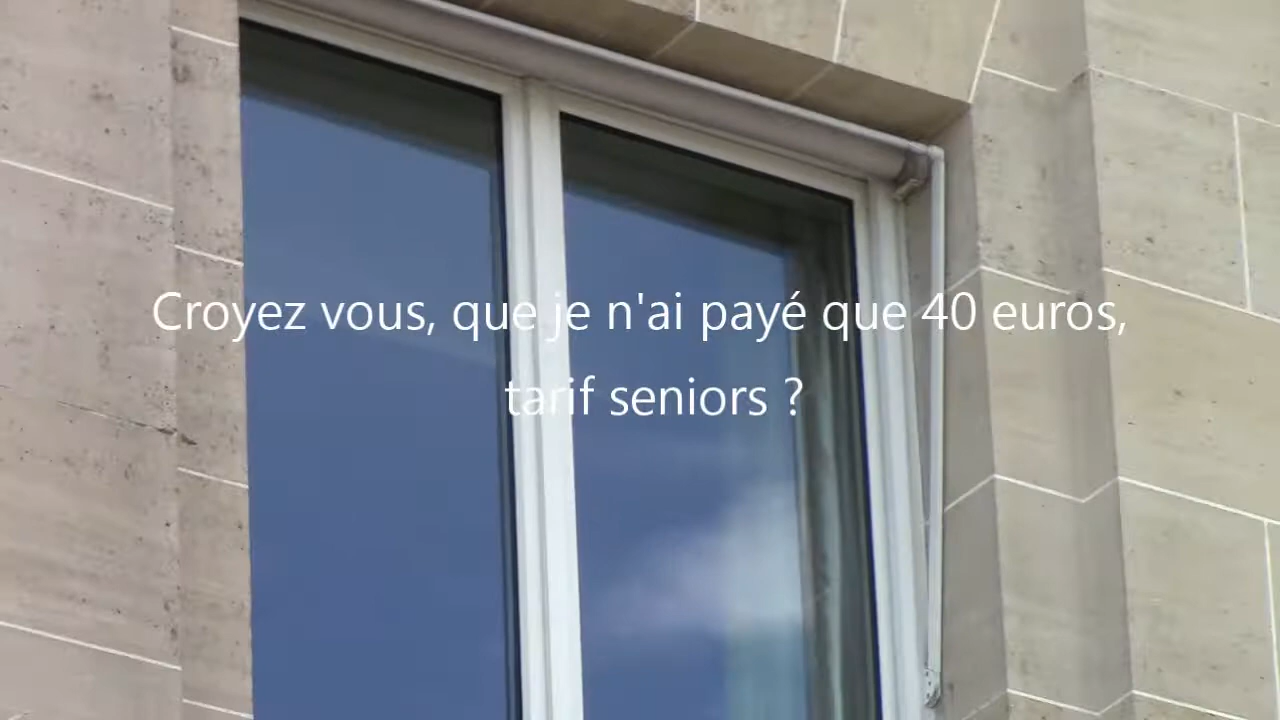 Croyez vous, que je n'ai payé que 40 euros,
tarif seniors ?